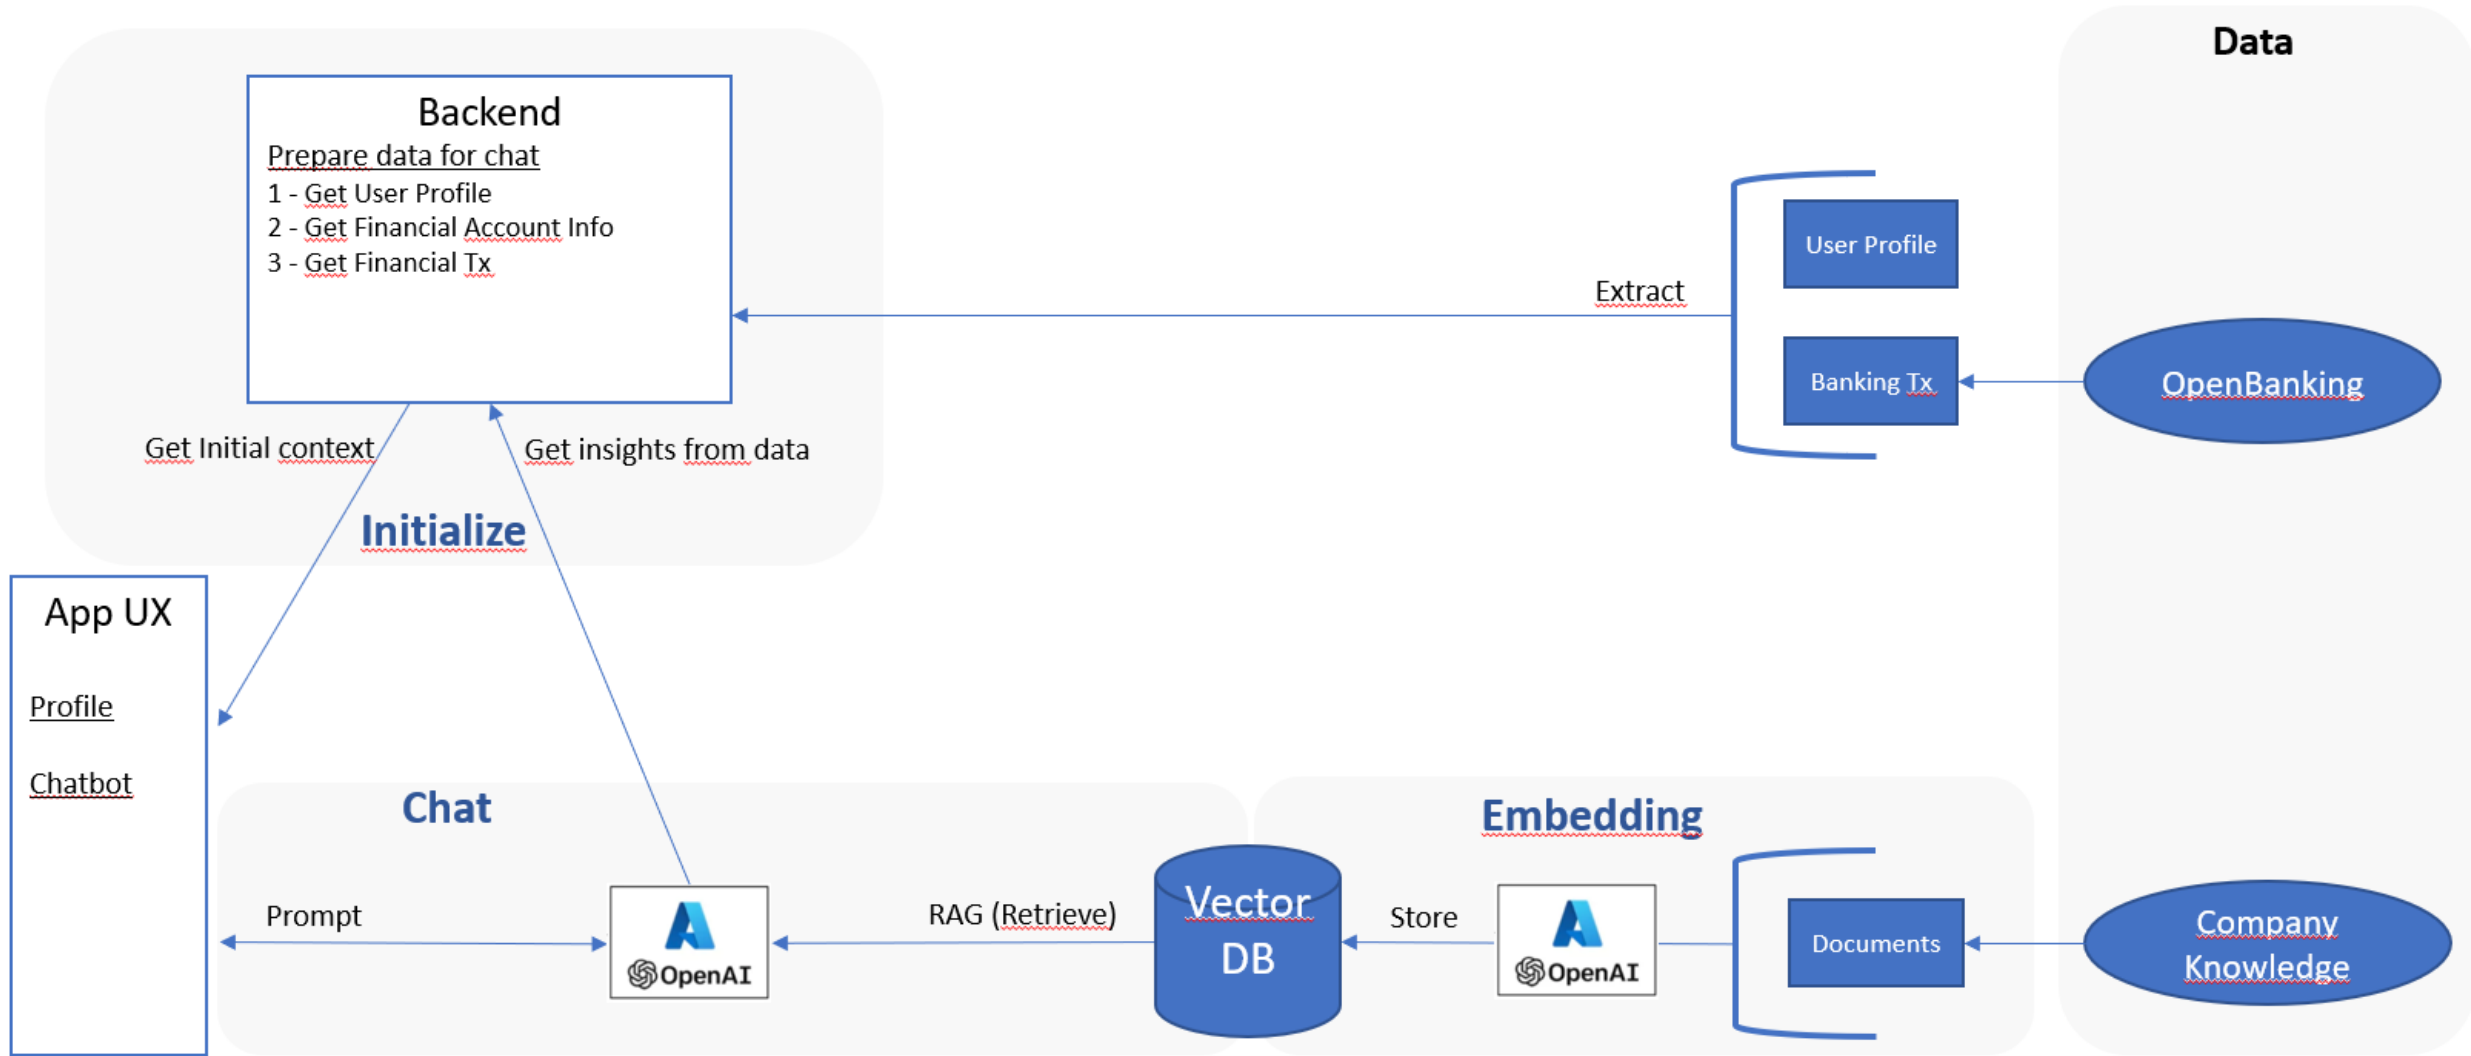 Data
Backend
Prepare data for chat
1 - Get User Profile
2 - Get Financial Account Info
3 - Get Financial Tx
User Profile
Extract
Banking Tx
OpenBanking
Get Initial context
Get insights from data
Initialize
App UX
Profile
Chatbot
Chat
Embedding
Prompt
OpenAI
RAG (Retrieve)
Vector
DB
Store
OpenAI
Documents
Company
Knowledge